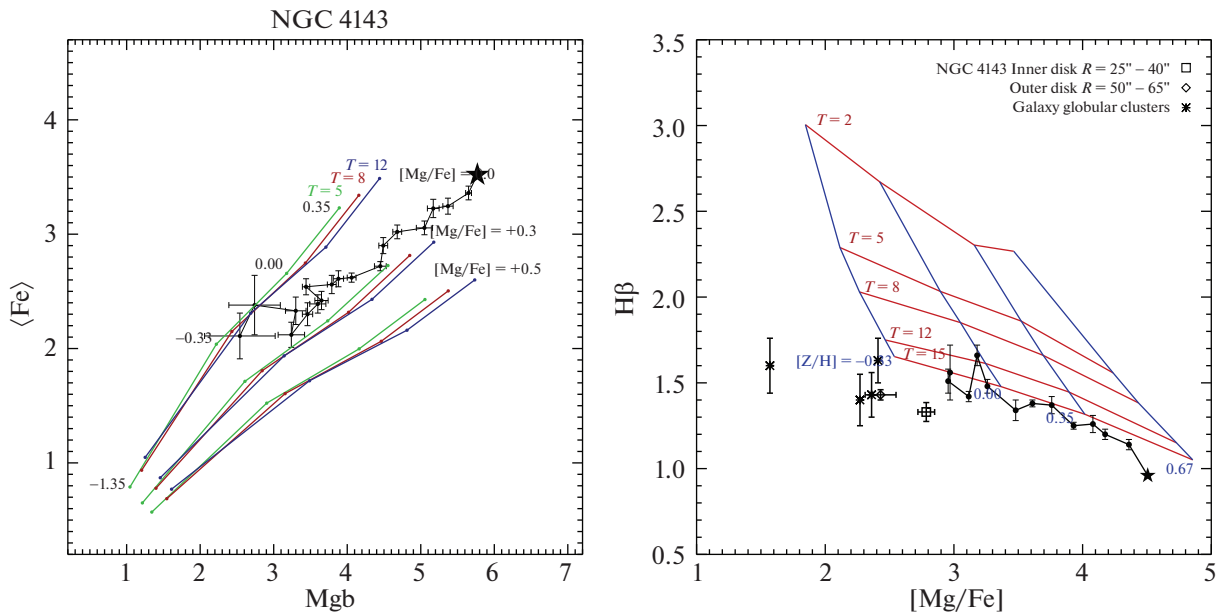 NGC 4143
4
3
2
1
⟨Fe⟩
T = 12
T = 8
T = 5
0.35
0.00
−0.33
−1.35
[Mg/Fe] = 0.0
[Mg/Fe] = +0.3
[Mg/Fe] = +0.5
1 2 3 4 5 6 7
Mgb
3.5
3.0
2.5
2.0
1.5
1.0
0.5
Hβ
NGC 4143 Inner disk R = 25" – 40"
Outer disk R = 50" – 65"
Galaxy globular clusters
T = 2
T = 5
T = 8
T = 12
T = 15
[Z/H] = −0.33
0.00
0.35
0.67
1 2 3 4 5
[Mg/Fe]